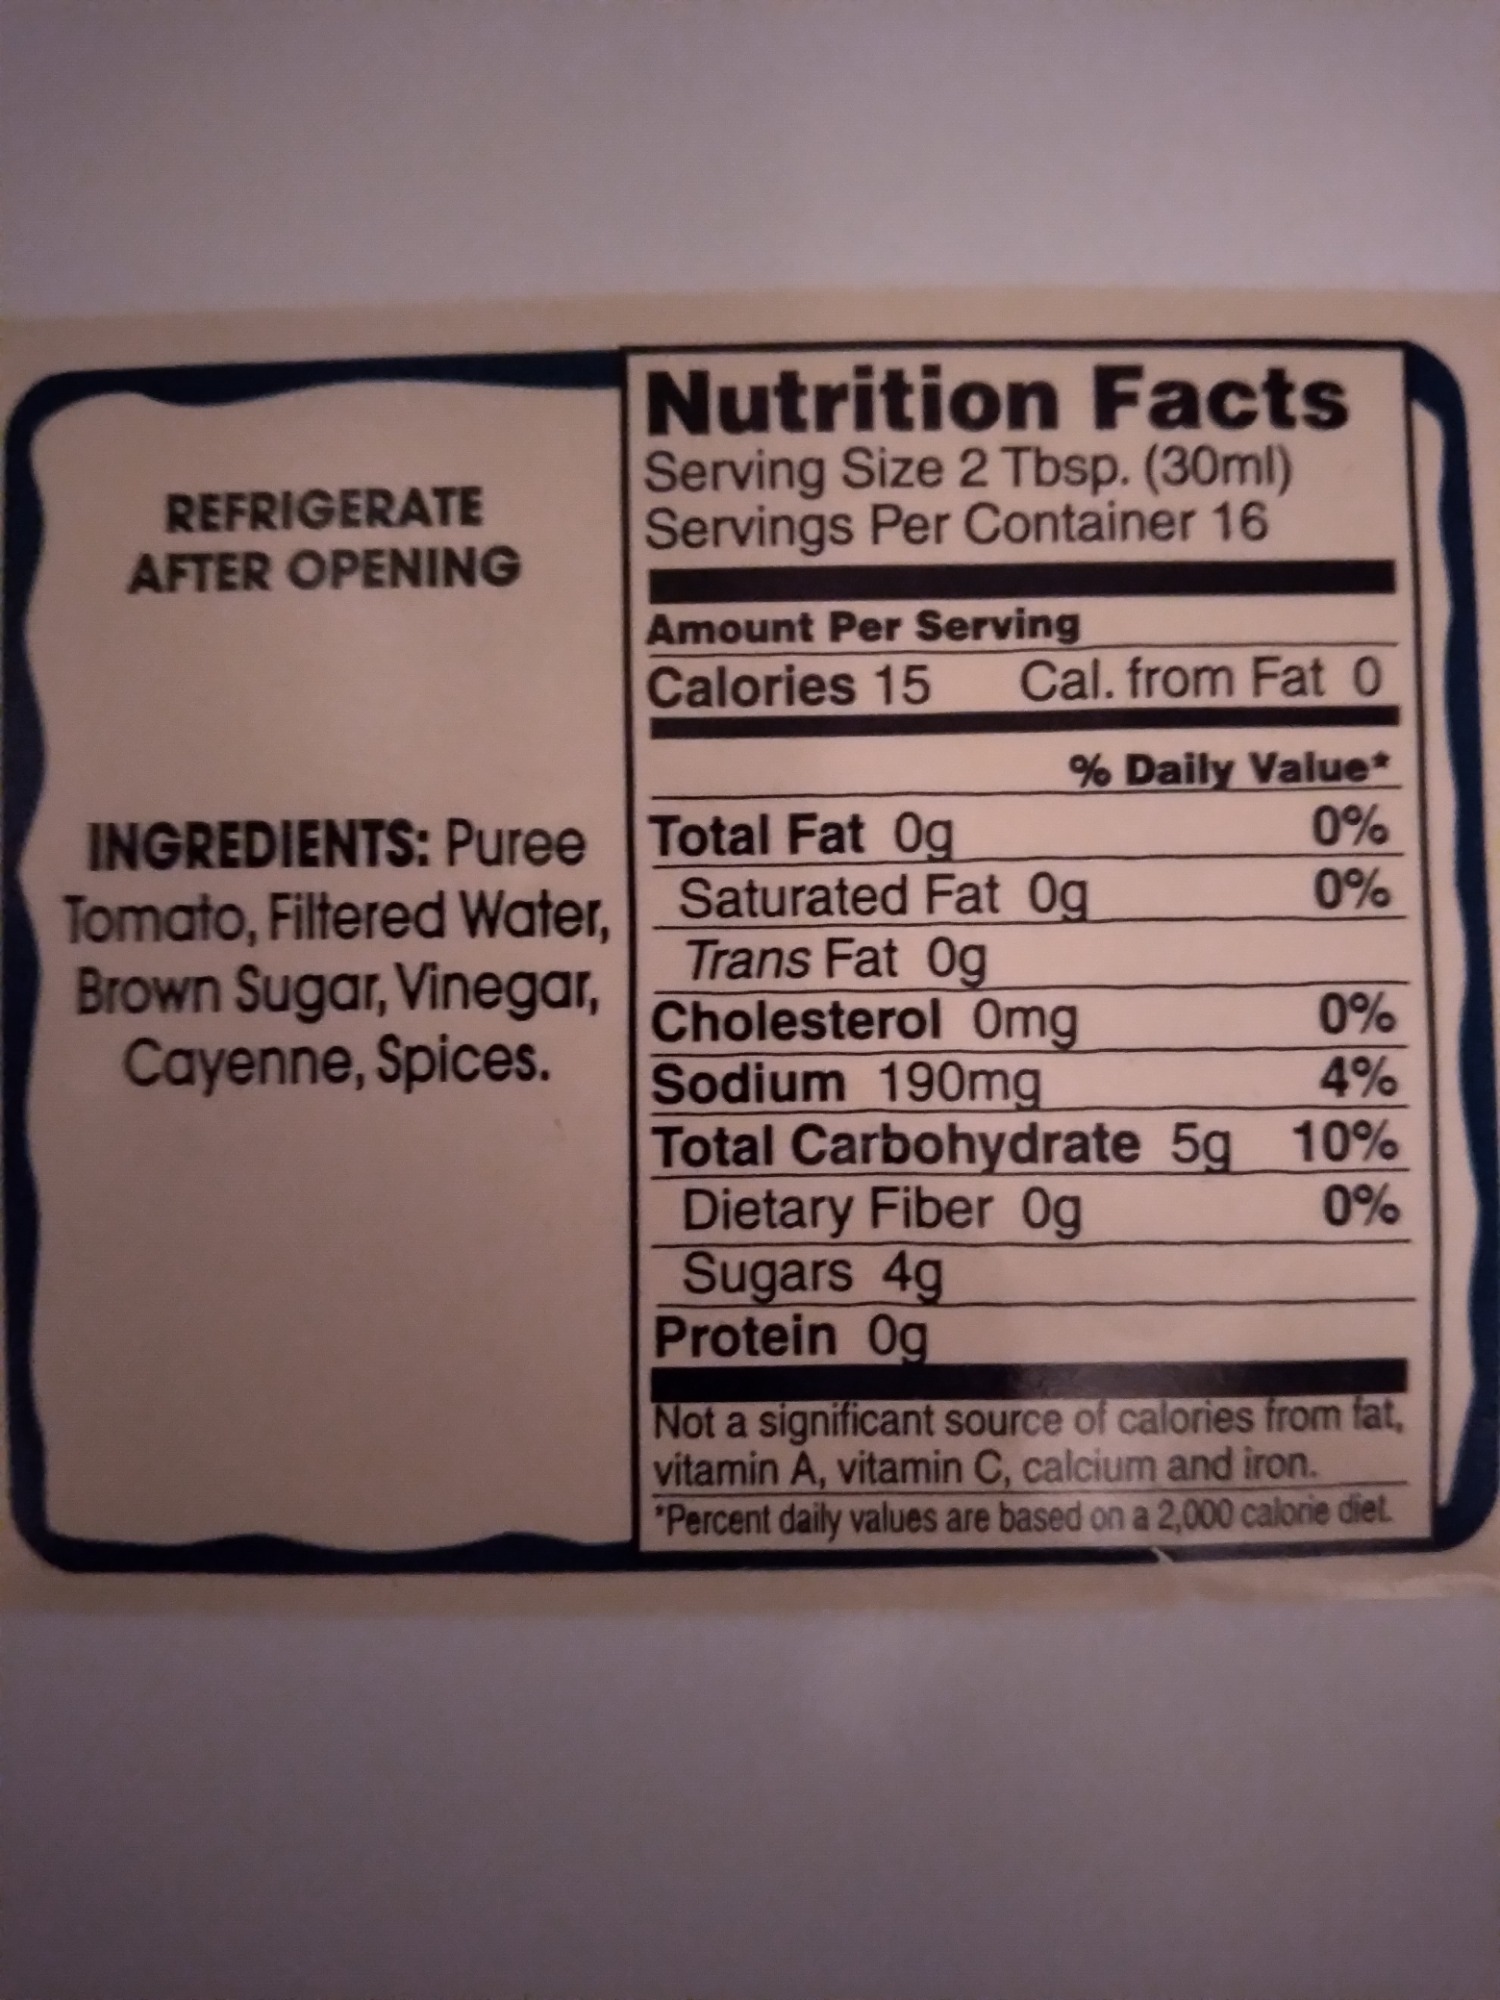 REFRIGERATE
AFTER OPENING
INGREDIENTS: Puree
Tomato, Filtered Water,
Brown Sugar, Vinegar,
Cayenne, Spices.
Nutrition Facts
Serving Size 2 Tbsp. (30ml)
Servings Per Container 16
Amount Per Serving
Calories 15 Cal. from Fat 0
% Daily Value*
Total Fat 0g 0%
Saturated Fat 0g 0%
Trans Fat 0g
Cholesterol 0mg 0%
Sodium 190mg 4%
Total Carbohydrate 5g 10%
Dietary Fiber 0g 0%
Sugars 4g
Protein 0g
Not a significant source of calories from fat,
vitamin A, vitamin C, calcium and iron.
*Percent daily values are based on a 2,000 calorie diet.